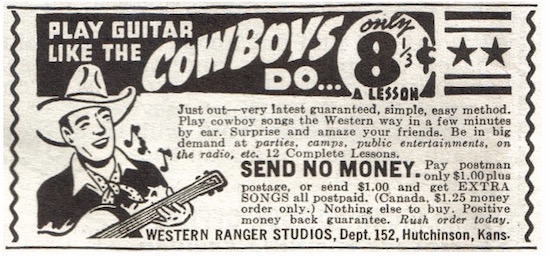 PLAY GUITAR
LIKE THE
COWBOYS
DO...
only
8 1/3¢
A LESSON
Just out—very latest guaranteed, simple, easy method.
Play cowboy songs the Western way in a few minutes
by ear. Surprise and amaze your friends. Be in big
demand at parties, camps, public entertainments, on
the radio, etc. 12 Complete Lessons.
SEND NO MONEY. Pay postman
only $1.00 plus
postage, or send $1.00 and get EXTRA
SONGS all postpaid. (Canada, $1.25 money
order only.) Nothing else to buy. Positive
money back guarantee. Rush order today.
WESTERN RANGER STUDIOS, Dept. 152, Hutchinson, Kans.